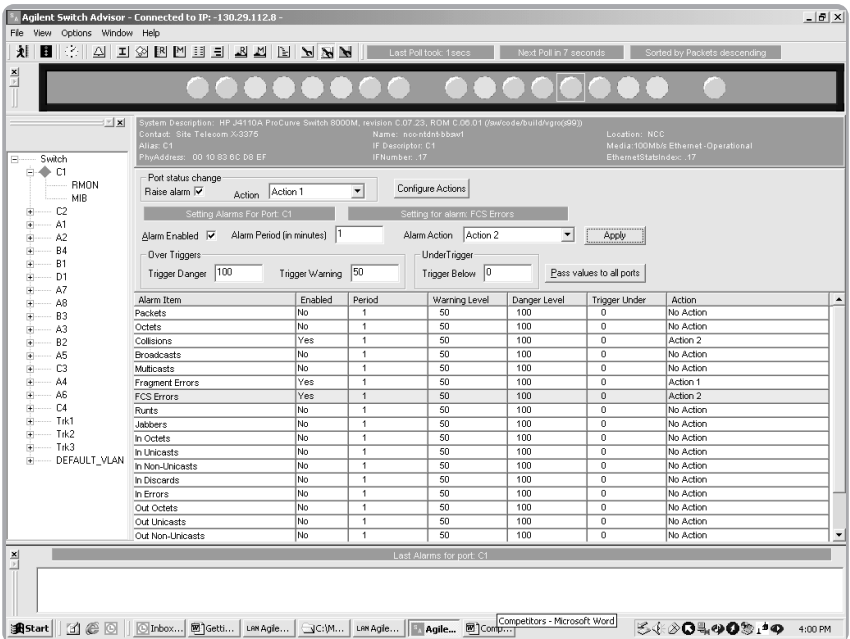 Agilent Switch Advisor - Connected to IP: -130.29.112.8 -
File View Options Window Help
Last Poll took: 1secs Next Poll in 7 seconds Sorted by Packets descending
System Description: HP J4110A ProCurve Switch 8000M, revision C.07.23, ROM C.06.01 (/sw/code/build/vgro(s99))
Contact: Site Telecom X-3375 Name: Location: NCC
Alias: C1 IF Descriptor: C1 Media:100Mb/s Ethernet-Operational
PhyAddress: 00 10 83 6C D8 EF IFNumber: .17 EthernetStatsIndex: .17
Switch
C1
RMON
MIB
C2
A1
A2
B4
B1
D1
A7
A8
B3
A3
B2
A5
C3
A4
A6
C4
Trk1
Trk2
Trk3
DEFAULT_VLAN
Port status change
Raise alarm Action Action 1 Configure Actions
Setting Alarms For Port: C1 Setting for alarm: FCS Errors
Alarm Enabled Alarm Period (in minutes) 1 Alarm Action Action 2 Apply
Over Triggers UnderTrigger
Trigger Danger 100 Trigger Warning 50 Trigger Below 0 Pass values to all ports
Alarm Item Enabled Period Warning Level Danger Level Trigger Under Action
Packets No 1 50 100 0 No Action
Octets No 1 50 100 0 No Action
Collisions Yes 1 50 100 0 Action 2
Broadcasts No 1 50 100 0 No Action
Multicasts No 1 50 100 0 No Action
Fragment Errors Yes 1 50 100 0 Action 1
FCS Errors Yes 1 50 100 0 Action 2
Runts No 1 50 100 0 No Action
Jabbers No 1 50 100 0 No Action
In Octets No 1 50 100 0 No Action
In Unicasts No 1 50 100 0 No Action
In Non-Unicasts No 1 50 100 0 No Action
In Discards No 1 50 100 0 No Action
In Errors No 1 50 100 0 No Action
Out Octets No 1 50 100 0 No Action
Out Unicasts No 1 50 100 0 No Action
Out Non-Unicasts No 1 50 100 0 No Action
Last Alarms for port: C1
Competitors - Microsoft Word
Start Inbox... Getti... LAN Agile... C:\M... LAN Agile... Agile... Comp... 4:00 PM